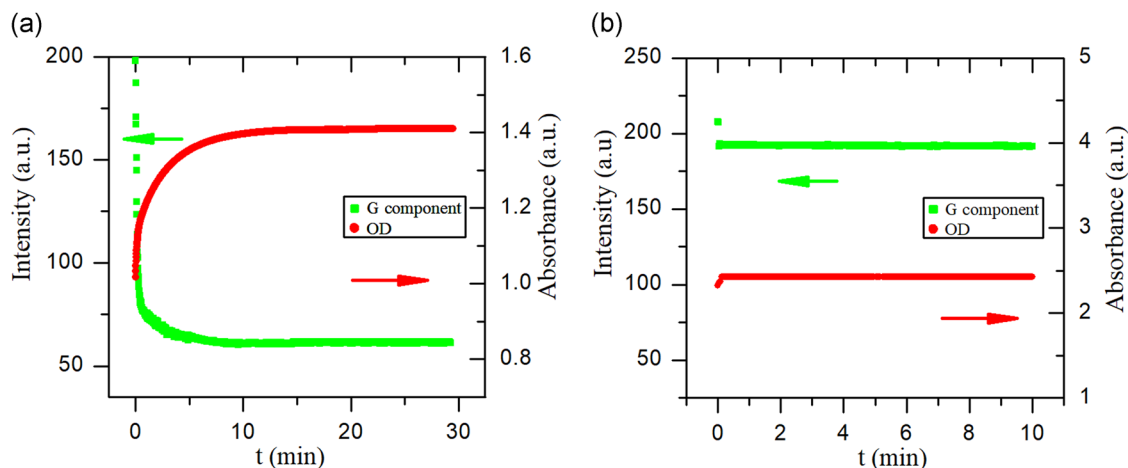 (a)
200
150
100
50
Intensity (a.u.)
0
10
20
30
t (min)
1.6
1.4
1.2
1.0
0.8
Absorbance (a.u.)
G component
OD
(b)
250
200
150
100
50
Intensity (a.u)
0
2
4
6
8
10
t (min)
5
4
3
2
1
Absorbance (a.u.)
G component
OD